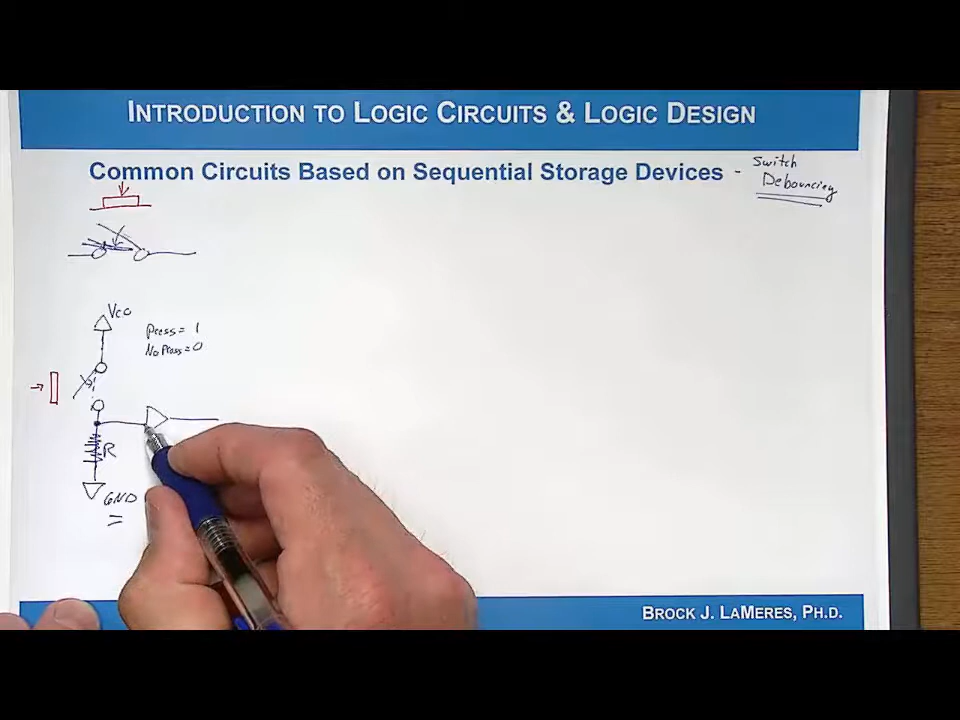 INTRODUCTION TO LOGIC CIRCUITS & LOGIC DESIGN
Common Circuits Based on Sequential Storage Devices - Switch
Debouncing
Vcc
Press = 1
No Press = 0
R
GND
BROCK J. LAMERES, PH.D.